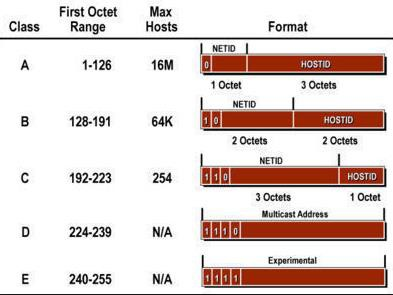 First Octet Max
Class Range Hosts Format
NETID
A 1-126 16M 0 HOSTID
1 Octet 3 Octets
NETID
B 128-191 64K 1 0 HOSTID
2 Octets 2 Octets
NETID
C 192-223 254 1 1 0 HOSTID
3 Octets 1 Octet
Multicast Address
D 224-239 N/A 1 1 1 0
Experimental
E 240-255 N/A 1 1 1 1